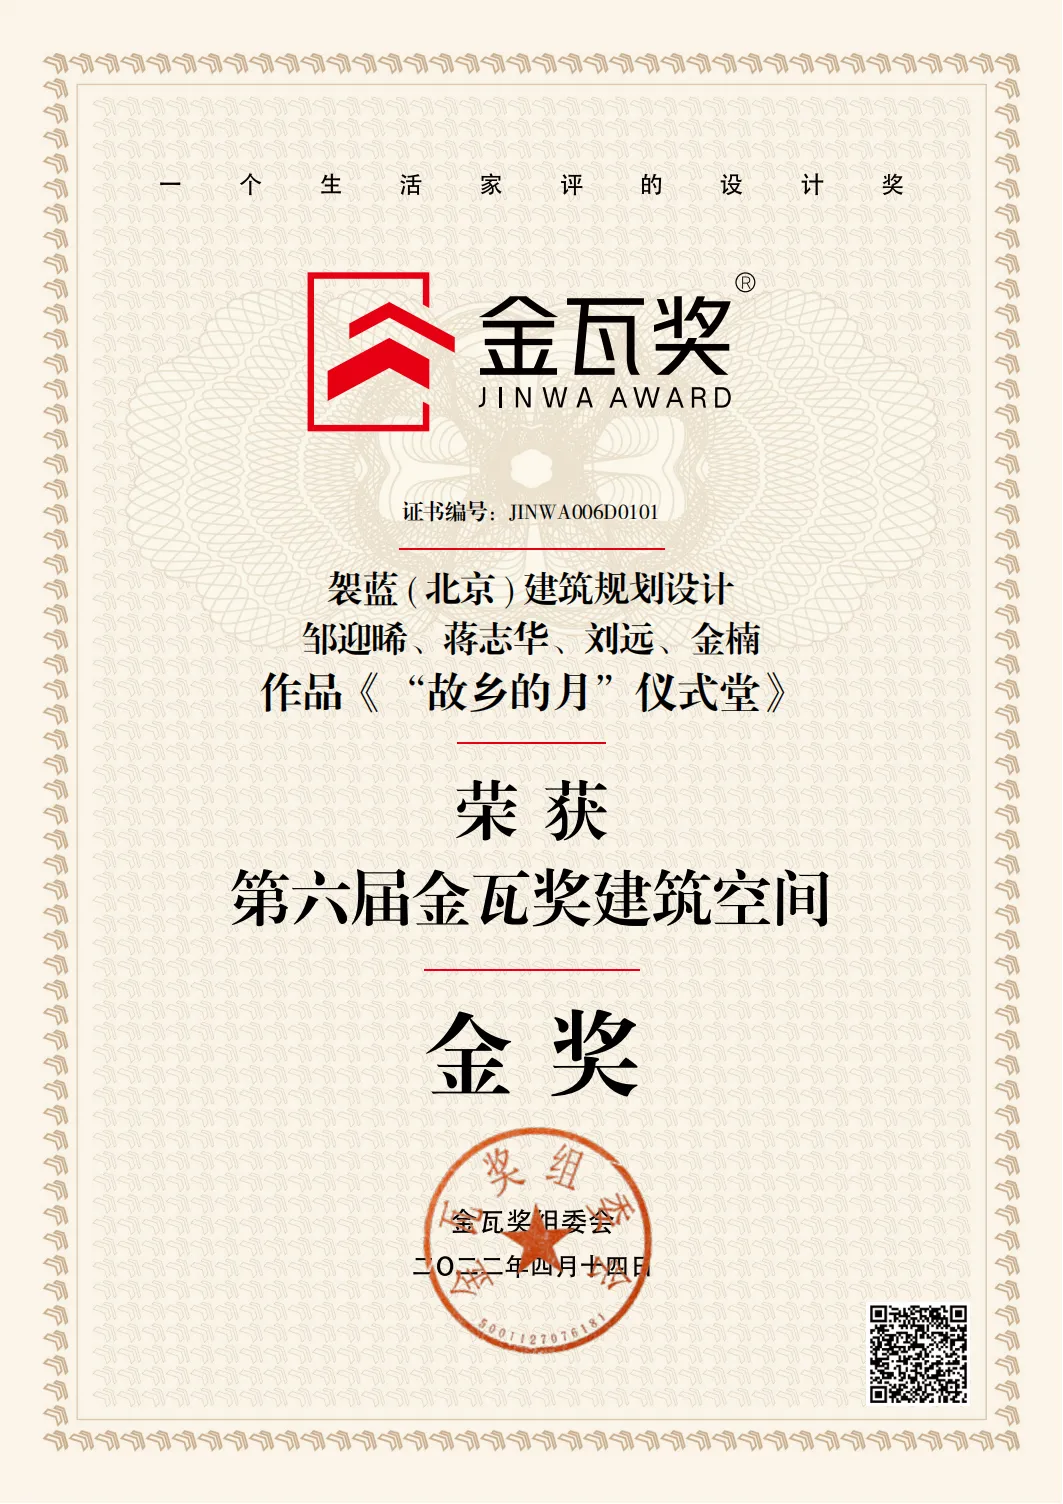 一个生活家评的设计奖
金瓦奖®
JINWA AWARD
证书编号：JINWA006D0101
袈蓝(北京)建筑规划设计
邹迎晞、蒋志华、刘远、金楠
作品《“故乡的月”仪式堂》
荣获
第六届金瓦奖建筑空间
金奖
金瓦奖组委会
金瓦奖组委会
二〇二二年四月十四日
5001127076181